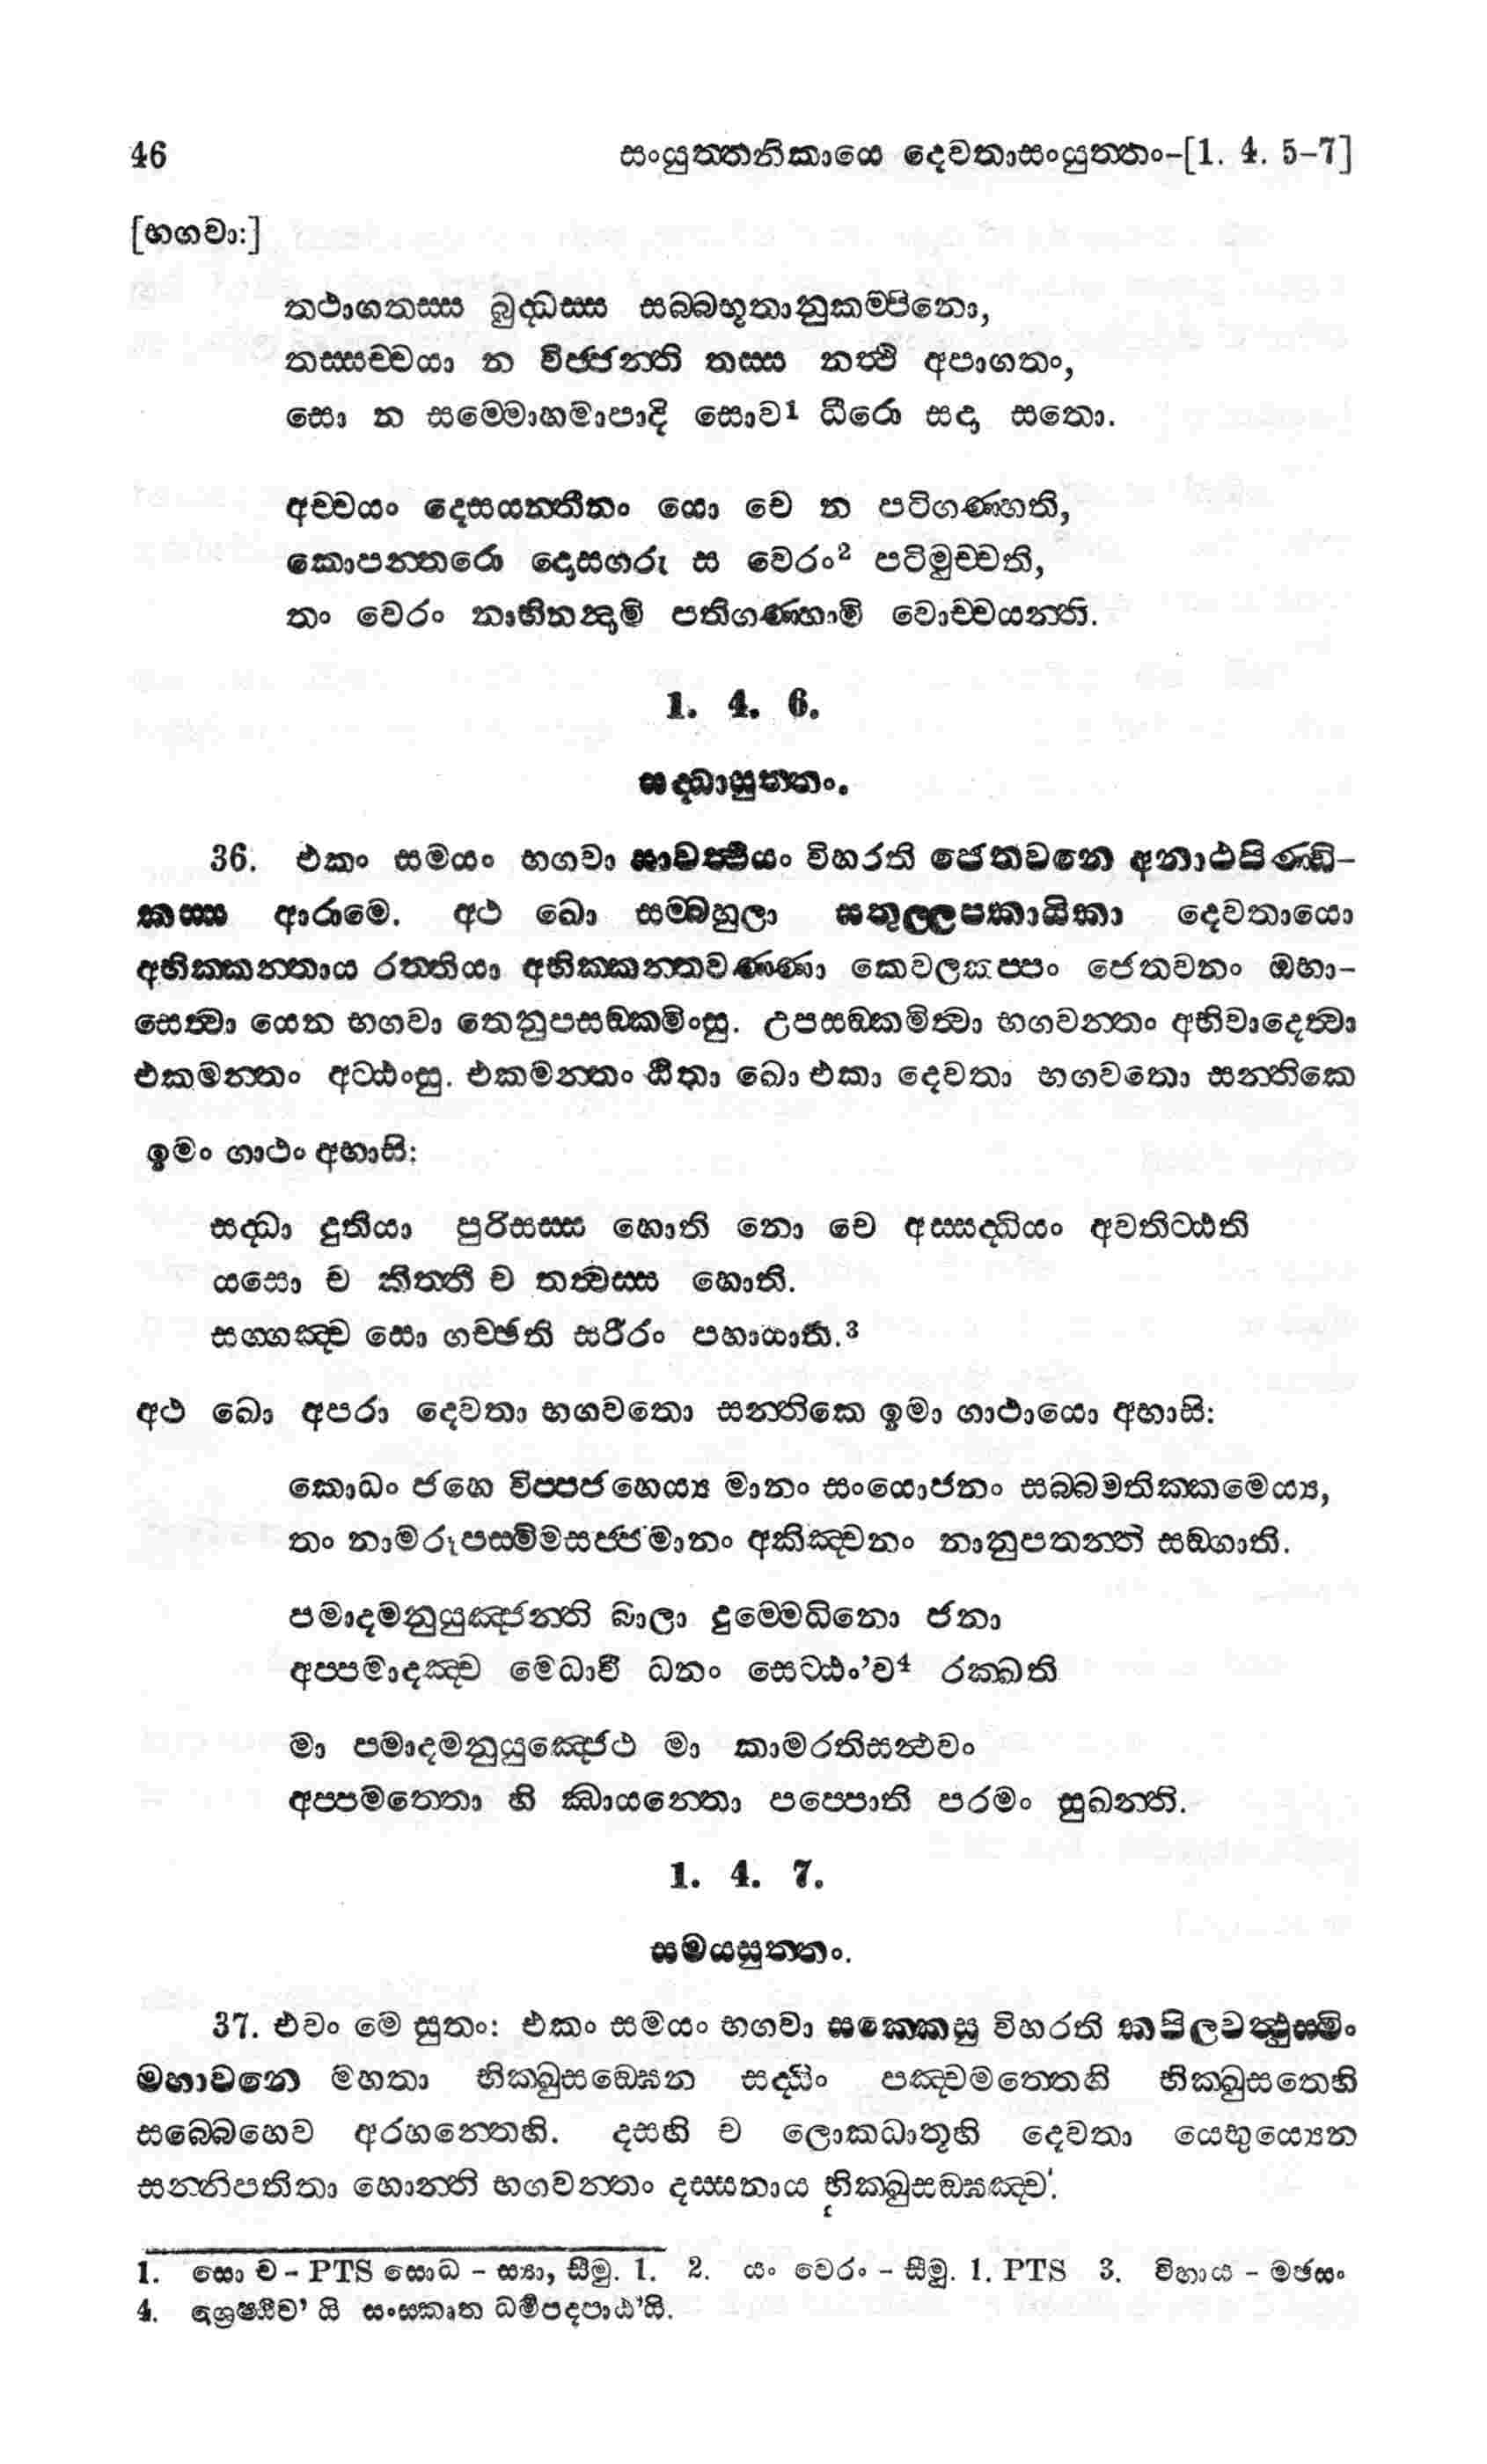 46 සංයුත්තනිකායෙ දෙවතාසංයුත්තං-[1. 4. 5-7]
[භගවා:]
තථාගතස්ස බුද්ධස්ස සබ්බභූතානුකම්පිනො,
තස්සච්චයා න විජ්ජන්ති තස්ස නත්ථි අපාගතං,
සො න සම්මොහමාපාදි සොව1 ධීරො සදා සතො.
අච්චයං දෙසයන්තීනං යො චෙ න පටිගණ්හති,
කොපන්තරො දොසගරු ස වෙරං2 පටිමුච්චති,
තං වෙරං නාභිනන්දාමි පතිගණ්හාමි වොච්චයන්ති.
1. 4. 6.
සද්ධාසුත්තං.
36. එකං සමයං භගවා සාවත්ථියං විහරති ජෙතවනෙ අනාථපිණ්ඩි-
කස්ස ආරාමෙ. අථ ඛො සම්බහුලා සතුල්ලපකායිකා දෙවතායො
අභික්කන්තාය රත්තියා අභික්කන්තවණ්ණා කෙවලකප්පං ජෙතවනං ඔභා-
සෙත්වා යෙන භගවා තෙනුපසඞ්කමිංසු. උපසඞ්කමිත්වා භගවන්තං අභිවාදෙත්වා
එකමන්තං අට්ඨංසු. එකමන්තං ඨිතා ඛො එකා දෙවතා භගවතො සන්තිකෙ
ඉමං ගාථං අභාසි:
සද්ධා දුතියා පුරිසස්ස හොති නො චෙ අස්සද්ධියං අවතිට්ඨති
යසො ච කිත්තී ච තත්වස්ස හොති.
සග්ගඤ්ච සො ගච්ඡති සරීරං පහායාති.3
අථ ඛො අපරා දෙවතා භගවතො සන්තිකෙ ඉමා ගාථායො අභාසි:
කොධං ජහෙ විප්පජහෙය්‍ය මානං සංයොජනං සබ්බමතික්කමෙය්‍ය,
තං නාමරූපස්මිමසජ්ජමානං අකිඤ්චනං නානුපතන්ති සඞ්ගාති.
පමාදමනුයුඤ්ජන්ති බාලා දුම්මෙධිනො ජනා
අප්පමාදඤ්ච මෙධාවී ධනං සෙට්ඨං'ව4 රක්ඛති
මා පමාදමනුයුඤ්ජෙථ මා කාමරතිසන්ථවං
අප්පමත්තො හි ඣායන්තො පප්පොති පරමං සුඛන්ති.
1. 4. 7.
සමයසුත්තං.
37. එවං මෙ සුතං: එකං සමයං භගවා සක්කෙසු විහරති කපිලවත්ථුස්මිං
මහාවනෙ මහතා භික්ඛුසඞ්ඝෙන සද්ධිං පඤ්චමත්තෙහි භික්ඛුසතෙහි
සබ්බෙහෙව අරහන්තෙහි. දසහි ච ලොකධාතූහි දෙවතා යෙභුය්‍යෙන
සන්නිපතිතා හොන්ති භගවන්තං දස්සනාය භික්ඛුසඞ්ඝඤ්ච.
1. සො ච - PTS සොධ - ස්‍යා, සීමු. 1. 2. යං වෙරං - සීමු. 1. PTS 3. විහාය - මඡසං
4. යි සංස්කෘත ධම්මපදපාඨ'යි.